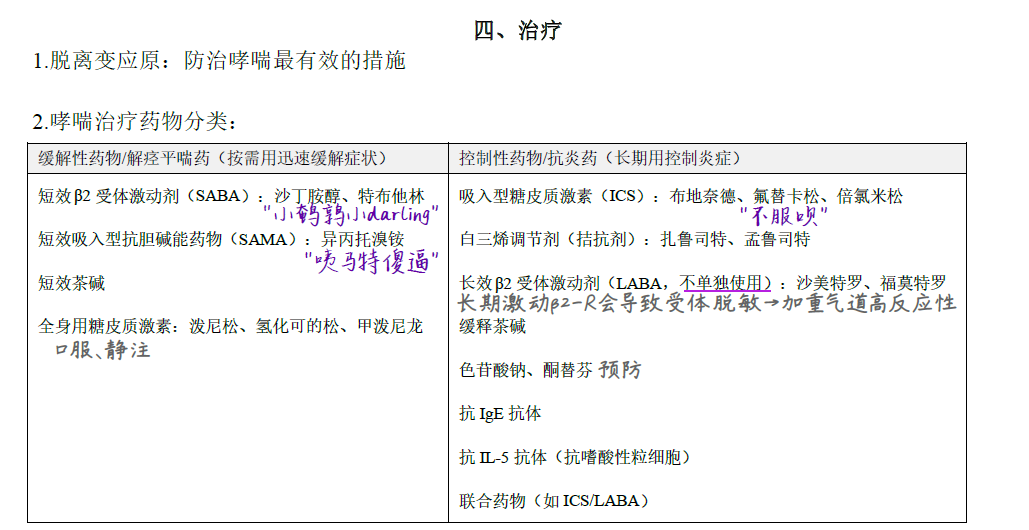 四、治疗
1.脱离变应原：防治哮喘最有效的措施
2.哮喘治疗药物分类：
缓解性药物/解痉平喘药（按需用迅速缓解症状）
短效β2受体激动剂（SABA）：沙丁胺醇、特布他林
"小鹌鹑小darling"
短效吸入型抗胆碱能药物（SAMA）：异丙托溴铵
"咦马特傻逼"
短效茶碱
全身用糖皮质激素：泼尼松、氢化可的松、甲泼尼龙
口服、静注
控制性药物/抗炎药（长期用控制炎症）
吸入型糖皮质激素（ICS）：布地奈德、氟替卡松、倍氯米松
"不服呗"
白三烯调节剂（拮抗剂）：扎鲁司特、孟鲁司特
长效β2受体激动剂（LABA，不单独使用）：沙美特罗、福莫特罗
长期激动β2-R会导致受体脱敏→加重气道高反应性
缓释茶碱
色苷酸钠、酮替芬 预防
抗IgE抗体
抗IL-5抗体（抗嗜酸性粒细胞）
联合药物（如ICS/LABA）